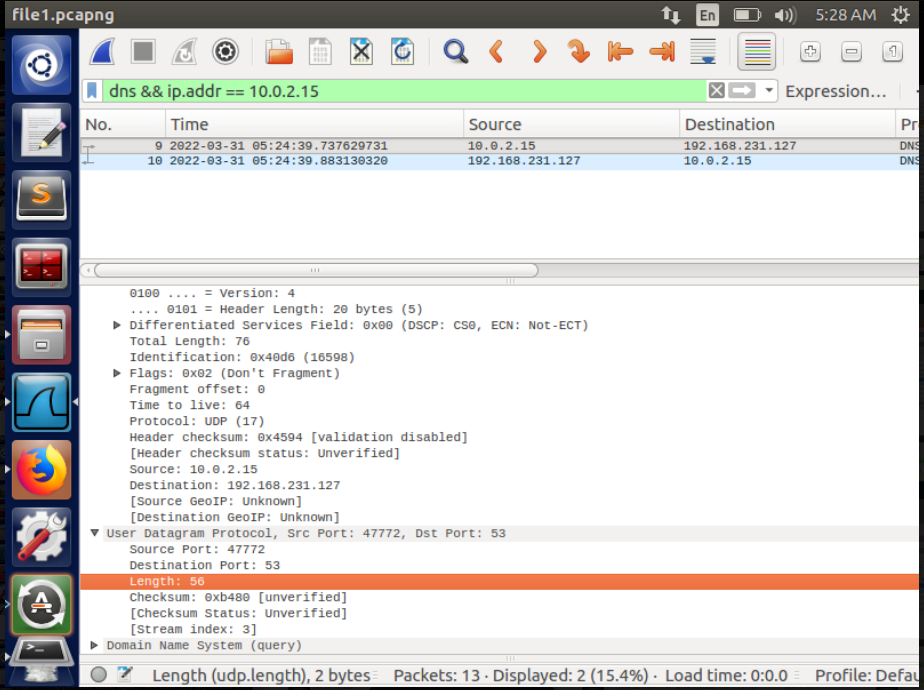 file1.pcapng En 5:28 AM
dns && ip.addr == 10.0.2.15 Expression…
No. Time Source Destination
9 2022-03-31 05:24:39.737629731 10.0.2.15 192.168.231.127 DNS
10 2022-03-31 05:24:39.883130320 192.168.231.127 10.0.2.15 DNS
0100 .... = Version: 4
.... 0101 = Header Length: 20 bytes (5)
Differentiated Services Field: 0x00 (DSCP: CS0, ECN: Not-ECT)
Total Length: 76
Identification: 0x40d6 (16598)
Flags: 0x02 (Don't Fragment)
Fragment offset: 0
Time to live: 64
Protocol: UDP (17)
Header checksum: 0x4594 [validation disabled]
[Header checksum status: Unverified]
Source: 10.0.2.15
Destination: 192.168.231.127
[Source GeoIP: Unknown]
[Destination GeoIP: Unknown]
User Datagram Protocol, Src Port: 47772, Dst Port: 53
Source Port: 47772
Destination Port: 53
Length: 56
Checksum: 0xb480 [unverified]
[Checksum Status: Unverified]
[Stream index: 3]
Domain Name System (query)
Length (udp.length), 2 bytes Packets: 13 · Displayed: 2 (15.4%) · Load time: 0:0.0 Profile: